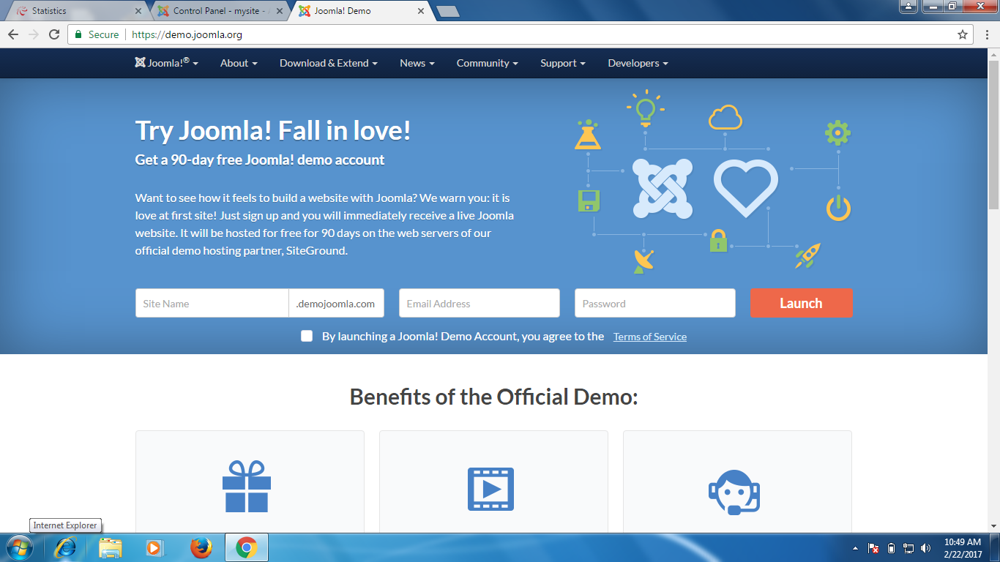 Statistics
Control Panel - mysite -
Joomla! Demo
Secure
https://demo.joomla.org
Joomla!®
About
Download & Extend
News
Community
Support
Developers
Try Joomla! Fall in love!
Get a 90-day free Joomla! demo account
Want to see how it feels to build a website with Joomla? We warn you: it is
love at first site! Just sign up and you will immediately receive a live Joomla
website. It will be hosted for free for 90 days on the web servers of our
official demo hosting partner, SiteGround.
Site Name
.demojoomla.com
Email Address
Password
Launch
By launching a Joomla! Demo Account, you agree to the Terms of Service
Benefits of the Official Demo:
Internet Explorer
10:49 AM
2/22/2017